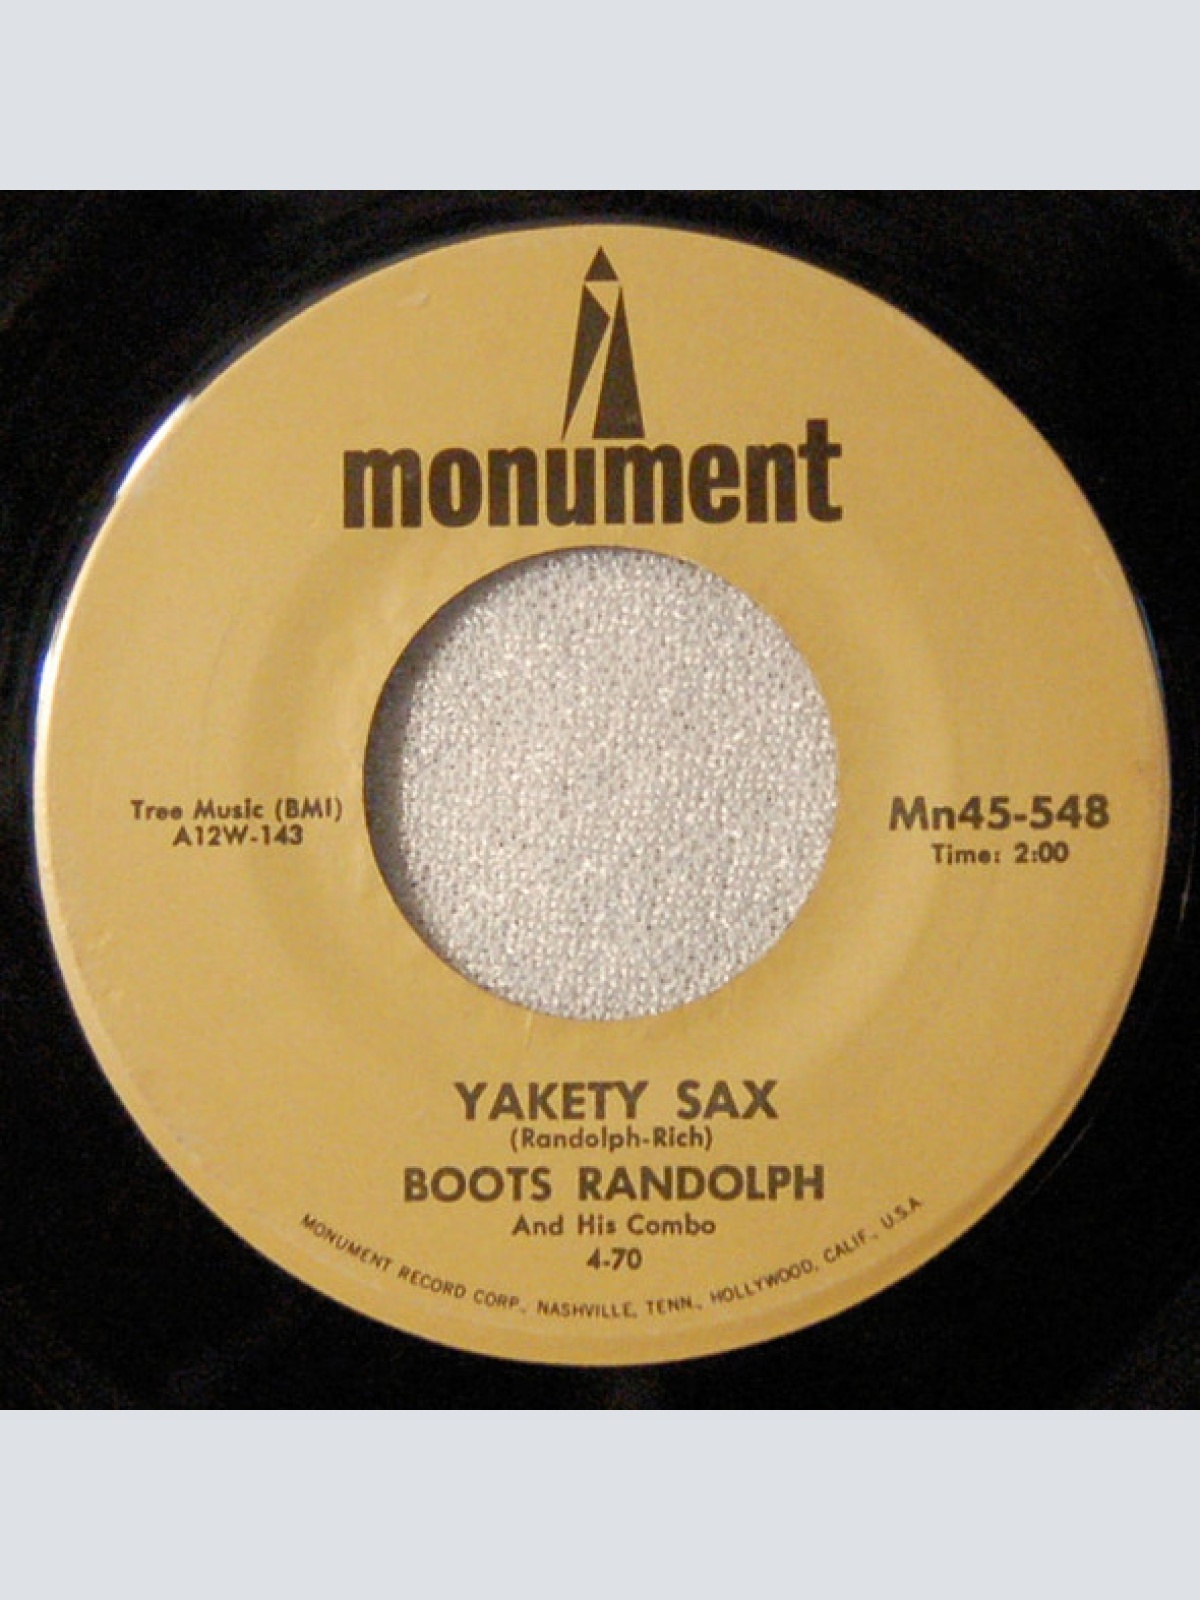 monument
Tree Music (BMI)
A12W-143
Mn45-548
Time: 2:00
YAKETY SAX
(Randolph-Rich)
BOOTS RANDOLPH
And His Combo
4-70
MONUMENT RECORD CORP., NASHVILLE, TENN., HOLLYWOOD, CALIF., U.S.A